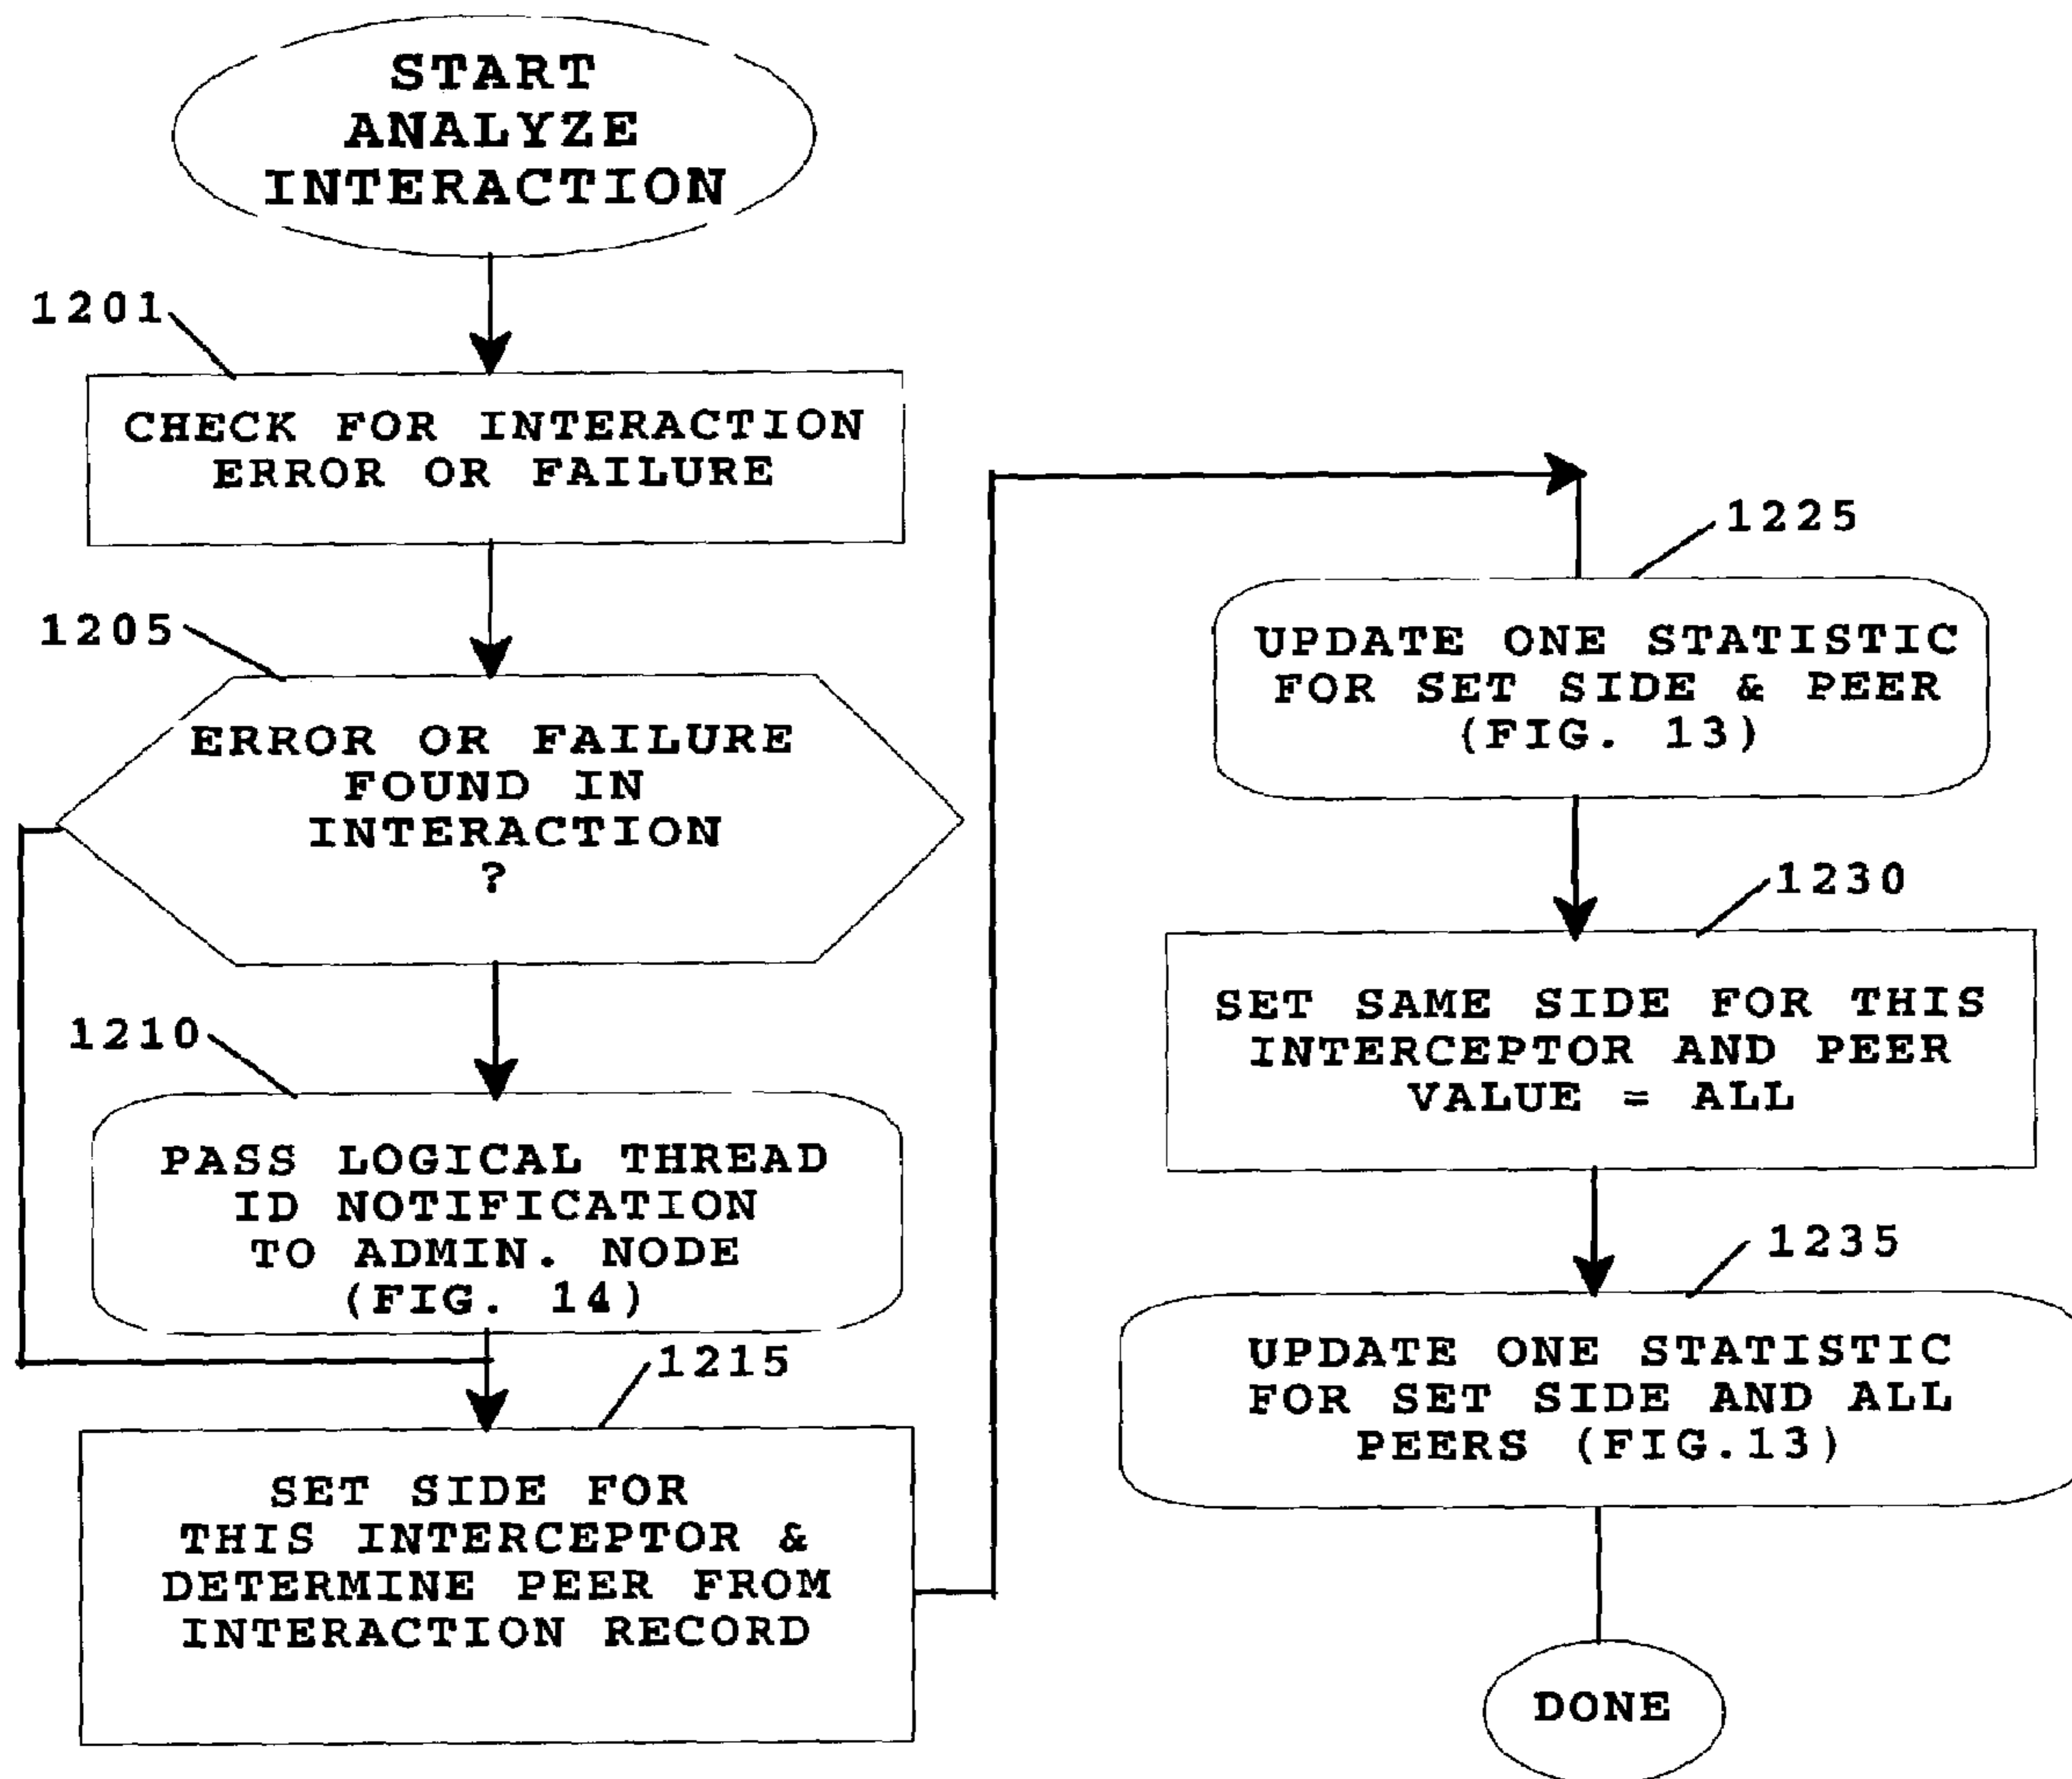 START
ANALYZE
INTERACTION
1201
CHECK FOR INTERACTION
ERROR OR FAILURE
1205
ERROR OR FAILURE
FOUND IN
INTERACTION
?
1210
PASS LOGICAL THREAD
ID NOTIFICATION
TO ADMIN. NODE
(FIG. 14)
1215
SET SIDE FOR
THIS INTERCEPTOR &
DETERMINE PEER FROM
INTERACTION RECORD
1225
UPDATE ONE STATISTIC
FOR SET SIDE & PEER
(FIG. 13)
1230
SET SAME SIDE FOR THIS
INTERCEPTOR AND PEER
VALUE = ALL
1235
UPDATE ONE STATISTIC
FOR SET SIDE AND ALL
PEERS (FIG.13)
DONE